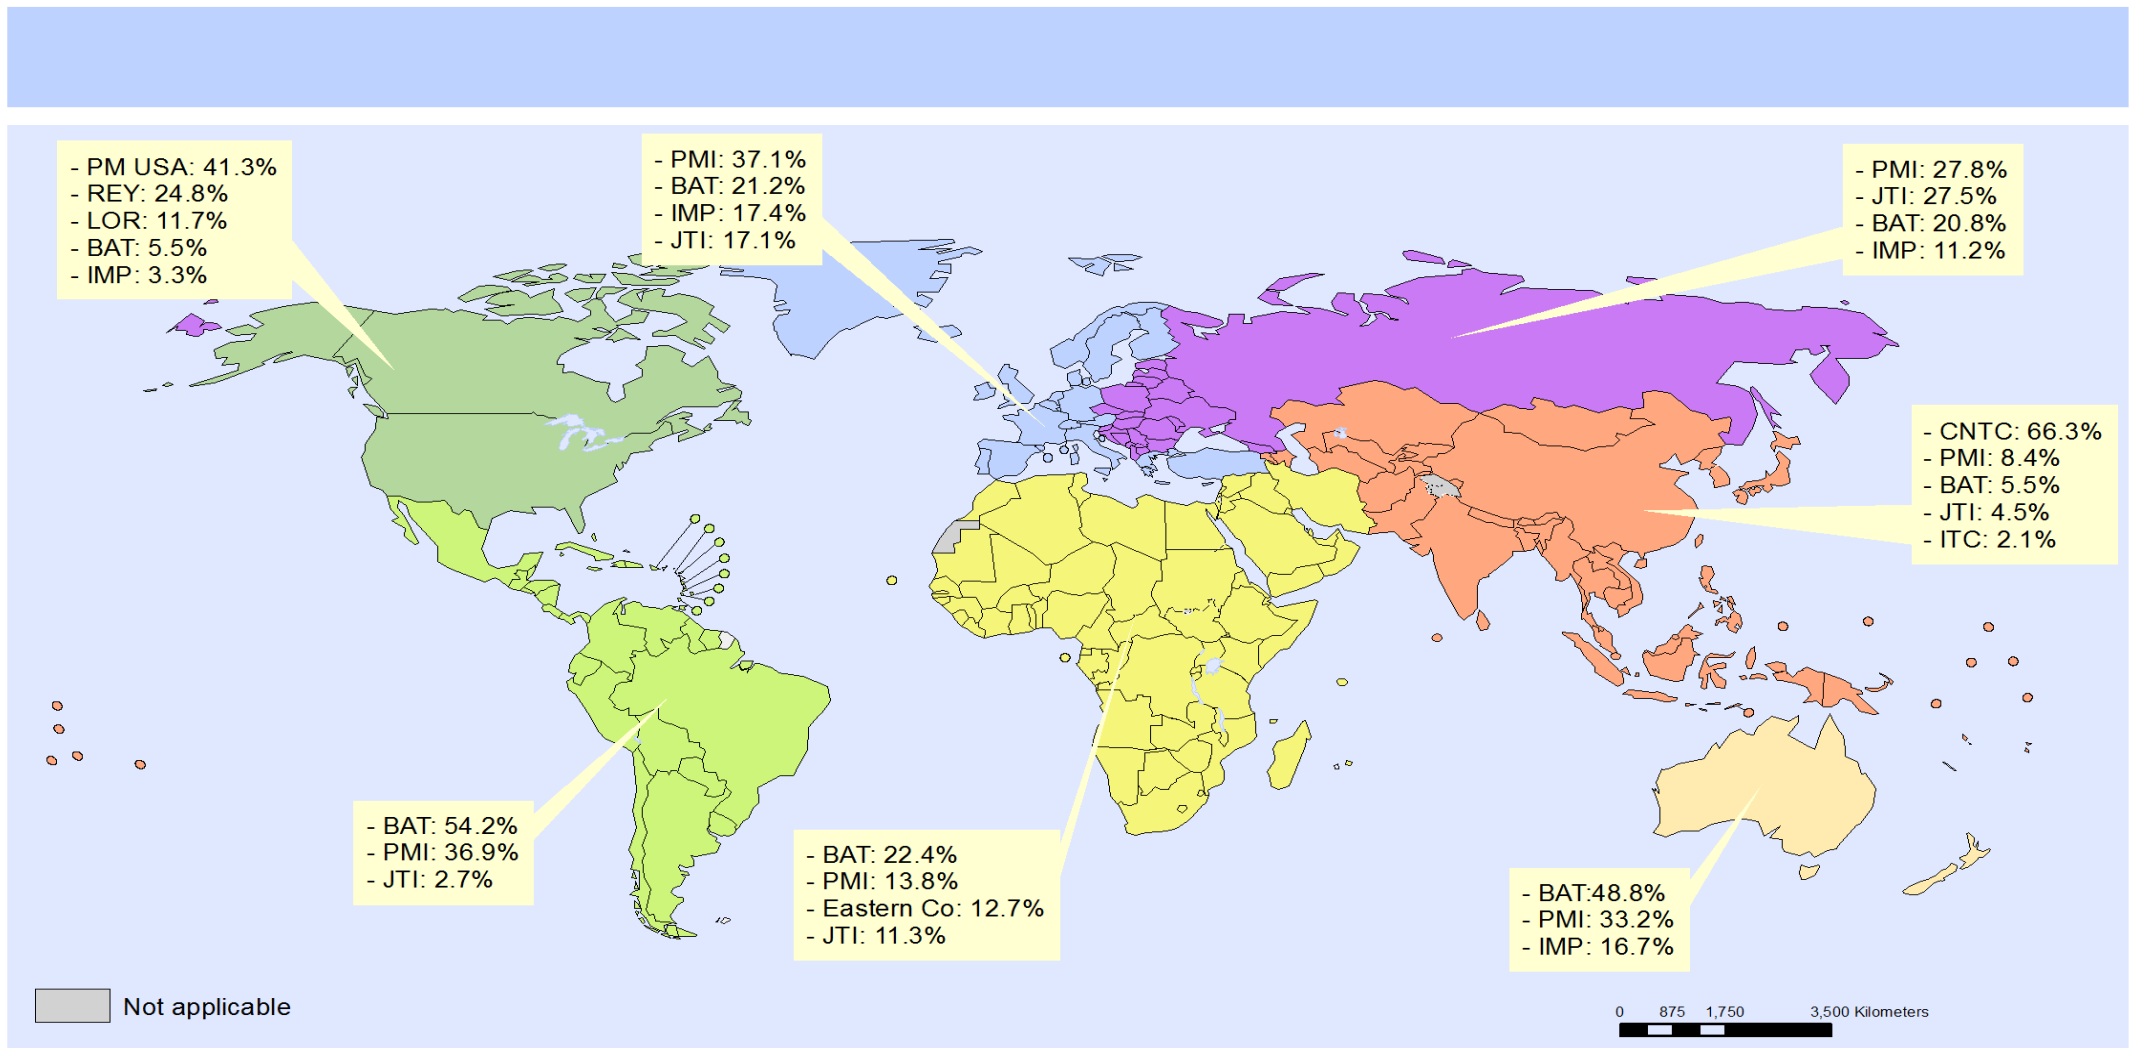 - PM USA: 41.3%
- REY: 24.8%
- LOR: 11.7%
- BAT: 5.5%
- IMP: 3.3%
- PMI: 37.1%
- BAT: 21.2%
- IMP: 17.4%
- JTI: 17.1%
- PMI: 27.8%
- JTI: 27.5%
- BAT: 20.8%
- IMP: 11.2%
- CNTC: 66.3%
- PMI: 8.4%
- BAT: 5.5%
- JTI: 4.5%
- ITC: 2.1%
- BAT: 54.2%
- PMI: 36.9%
- JTI: 2.7%
- BAT: 22.4%
- PMI: 13.8%
- Eastern Co: 12.7%
- JTI: 11.3%
- BAT:48.8%
- PMI: 33.2%
- IMP: 16.7%
Not applicable
0 875 1,750 3,500 Kilometers